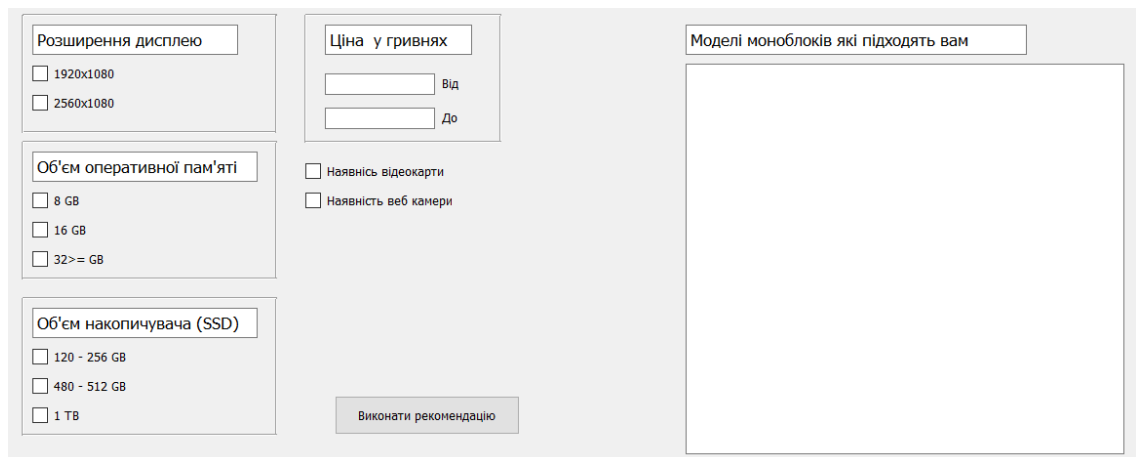 Розширення дисплею
1920x1080
2560x1080
Об'єм оперативної пам'яті
8 GB
16 GB
32>= GB
Об'єм накопичувача (SSD)
120 - 256 GB
480 - 512 GB
1 TB
Ціна у гривнях
Від
До
Наявнісь відеокарти
Наявність веб камери
Виконати рекомендацію
Моделі моноблоків які підходять вам